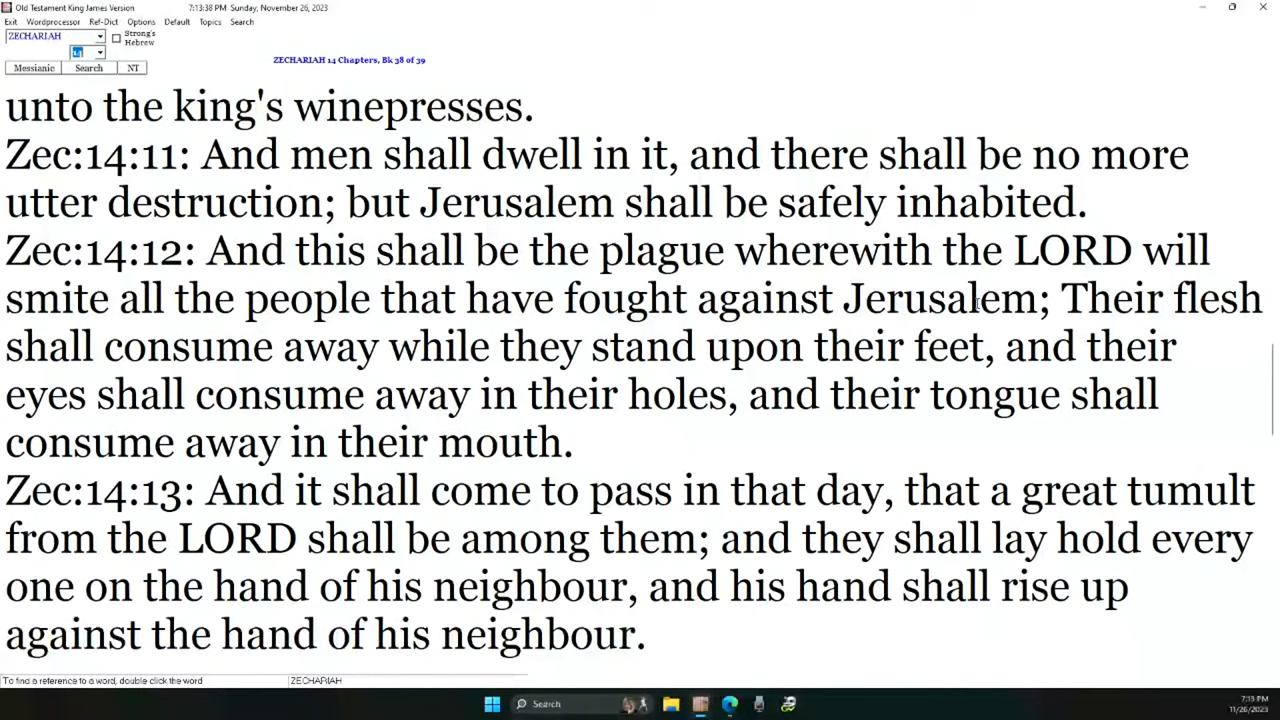 Old Testament King James Version 7:13:38 PM Sunday, November 26, 2023
Exit Wordprocessor Ref-Dict Options Default Topics Search
ZECHARIAH Strong's
Hebrew
14
ZECHARIAH 14 Chapters, Bk 38 of 39
Messianic Search NT
unto the king's winepresses.
Zec:14:11: And men shall dwell in it, and there shall be no more
utter destruction; but Jerusalem shall be safely inhabited.
Zec:14:12: And this shall be the plague wherewith the LORD will
smite all the people that have fought against Jerusalem; Their flesh
shall consume away while they stand upon their feet, and their
eyes shall consume away in their holes, and their tongue shall
consume away in their mouth.
Zec:14:13: And it shall come to pass in that day, that a great tumult
from the LORD shall be among them; and they shall lay hold every
one on the hand of his neighbour, and his hand shall rise up
against the hand of his neighbour.
To find a reference to a word, double click the word ZECHARIAH
Search 7:13 PM
11/26/2023